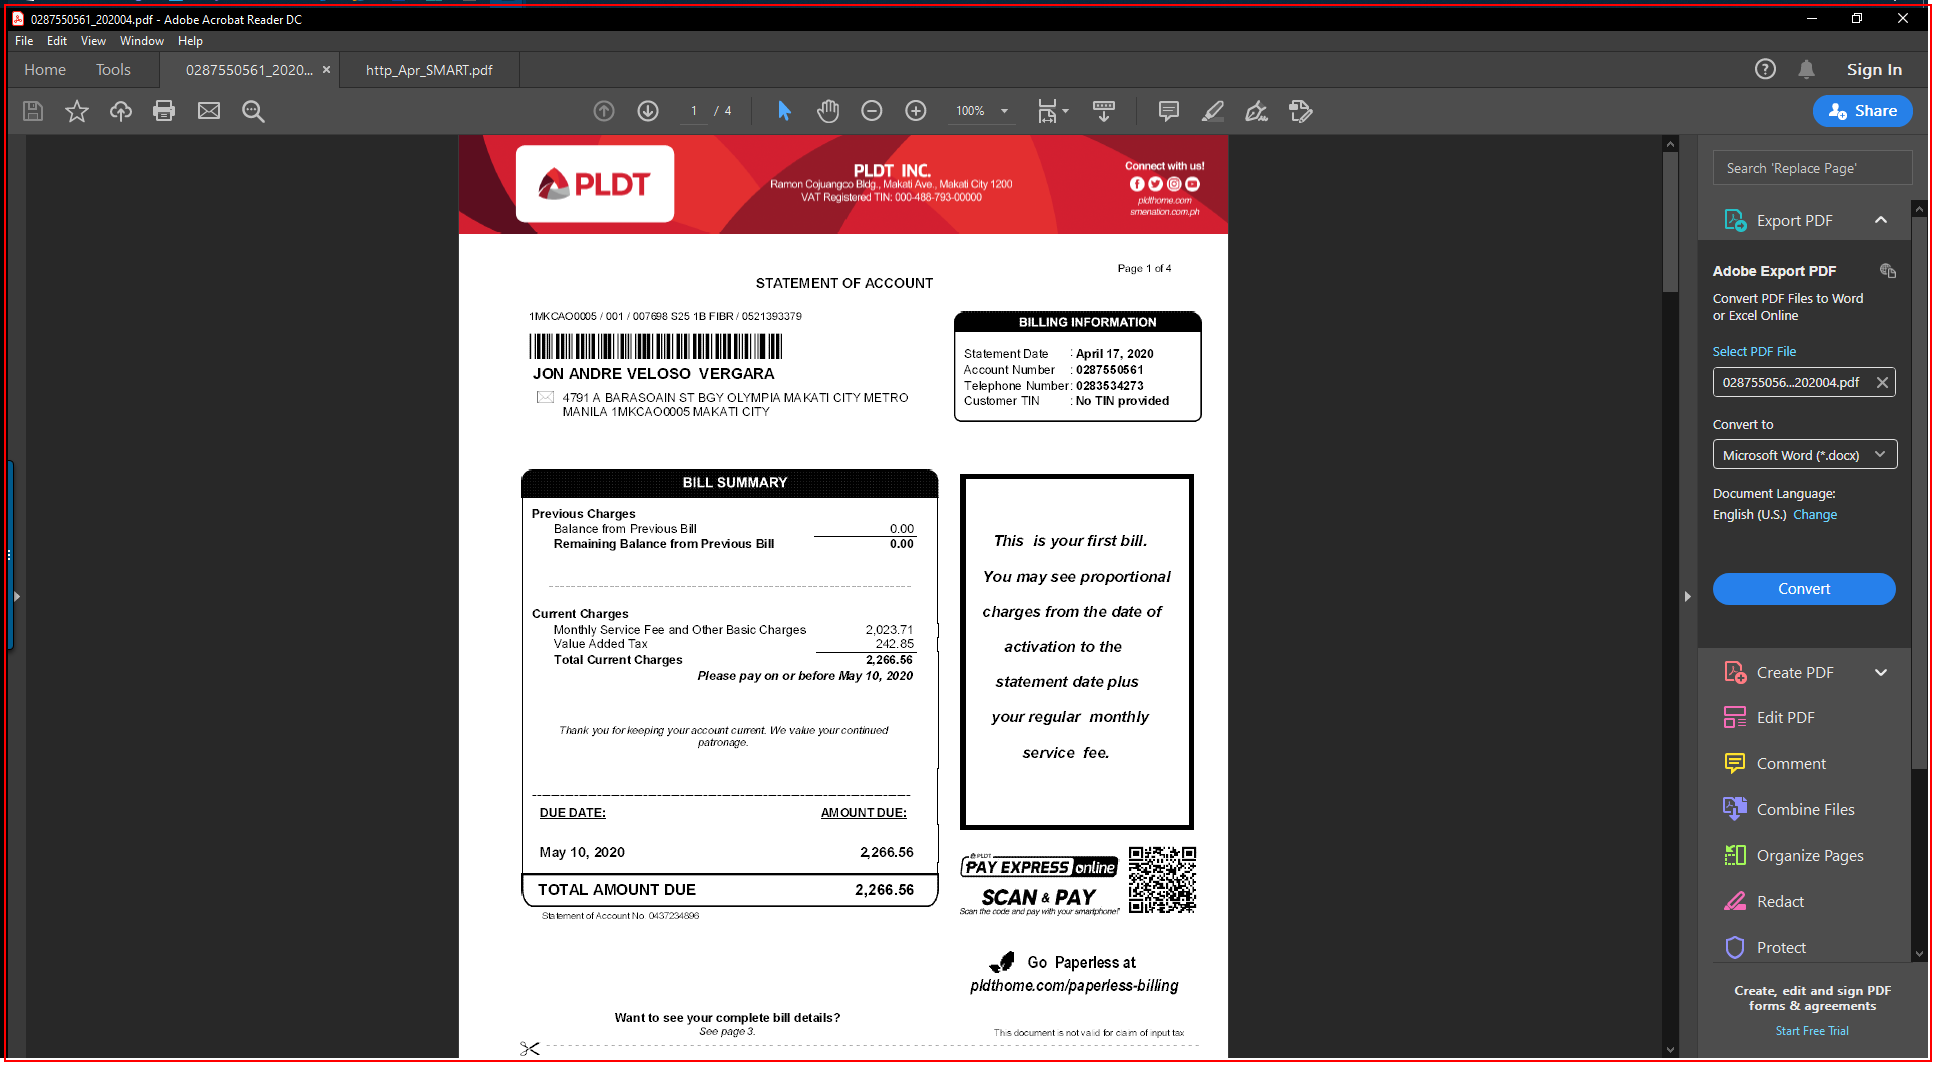 0287550561_202004.pdf - Adobe Acrobat Reader DC
File Edit View Window Help
Home Tools 0287550561_2020... × http_Apr_SMART.pdf Sign In
1 / 4 100% Share
PLDT
PLDT INC.
Ramon Cojuangco Bldg., Makati Ave., Makati City 1200
VAT Registered TIN: 000-488-793-00000
Connect with us!
pldthome.com
smenation.com.ph
Page 1 of 4
STATEMENT OF ACCOUNT
1MKCAO0005 / 001 / 007698 S25 1B FIBR / 0521393379
JON ANDRE VELOSO VERGARA
4791 A BARASOAIN ST BGY OLYMPIA MAKATI CITY METRO
MANILA 1MKCAO0005 MAKATI CITY
BILLING INFORMATION
Statement Date : April 17, 2020
Account Number : 0287550561
Telephone Number: 0283534273
Customer TIN : No TIN provided
BILL SUMMARY
Previous Charges
Balance from Previous Bill 0.00
Remaining Balance from Previous Bill 0.00
Current Charges
Monthly Service Fee and Other Basic Charges 2,023.71
Value Added Tax 242.85
Total Current Charges 2,266.56
Please pay on or before May 10, 2020
Thank you for keeping your account current. We value your continued
patronage.
DUE DATE: AMOUNT DUE:
May 10, 2020 2,266.56
TOTAL AMOUNT DUE 2,266.56
Statement of Account No. 0437234896
This is your first bill.
You may see proportional
charges from the date of
activation to the
statement date plus
your regular monthly
service fee.
PLDT
PAY EXPRESS online
SCAN & PAY
Scan the code and pay with your smartphone!
Go Paperless at
pldthome.com/paperless-billing
Want to see your complete bill details?
See page 3.
This document is not valid for claim of input tax
Search 'Replace Page'
Export PDF
Adobe Export PDF
Convert PDF Files to Word
or Excel Online
Select PDF File
028755056...202004.pdf
Convert to
Microsoft Word (*.docx)
Document Language:
English (U.S.) Change
Convert
Create PDF
Edit PDF
Comment
Combine Files
Organize Pages
Redact
Protect
Create, edit and sign PDF
forms & agreements
Start Free Trial